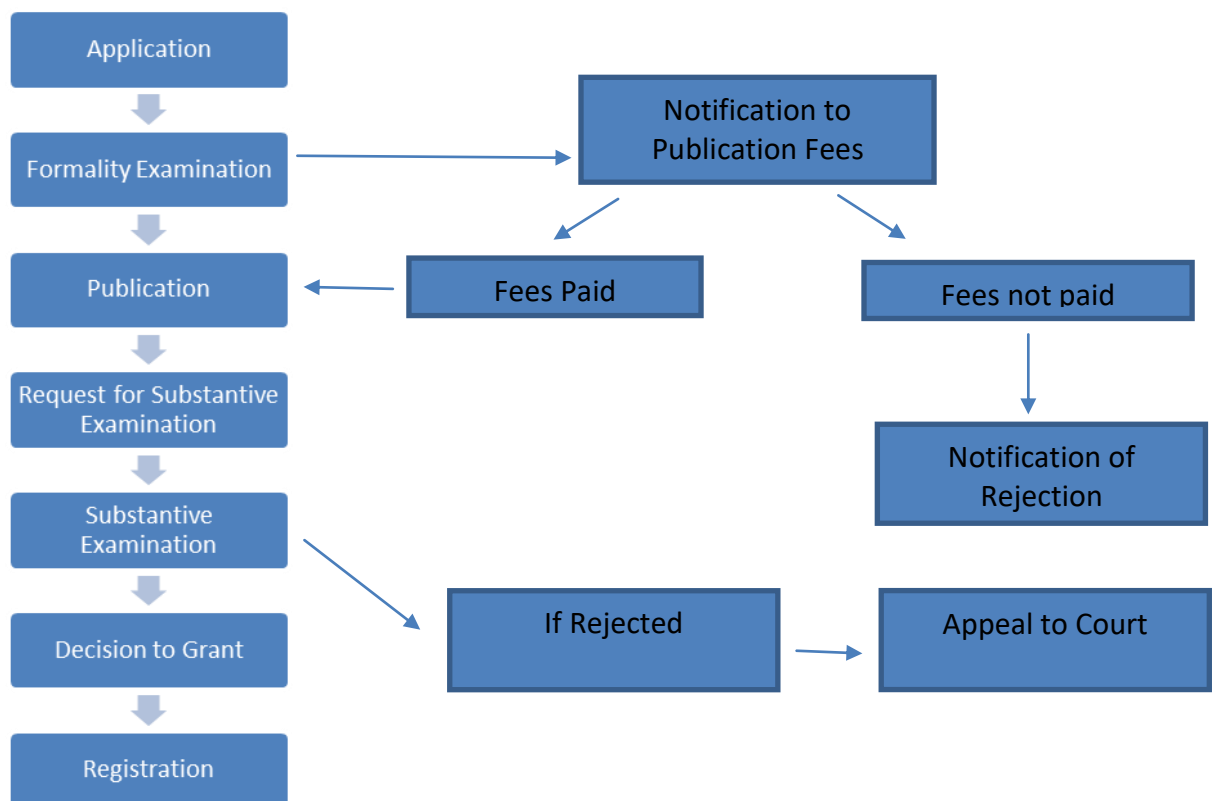 Application
Formality Examination
Publication
Request for Substantive
Examination
Substantive
Examination
Decision to Grant
Registration
Notification to
Publication Fees
Fees Paid
Fees not paid
Notification of
Rejection
If Rejected
Appeal to Court